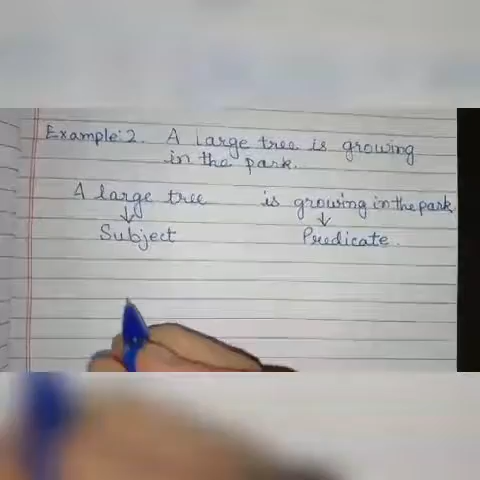 Example:2. A large tree is growing
in the park.
A large tree is growing in the park
↓ ↓
Subject Predicate.